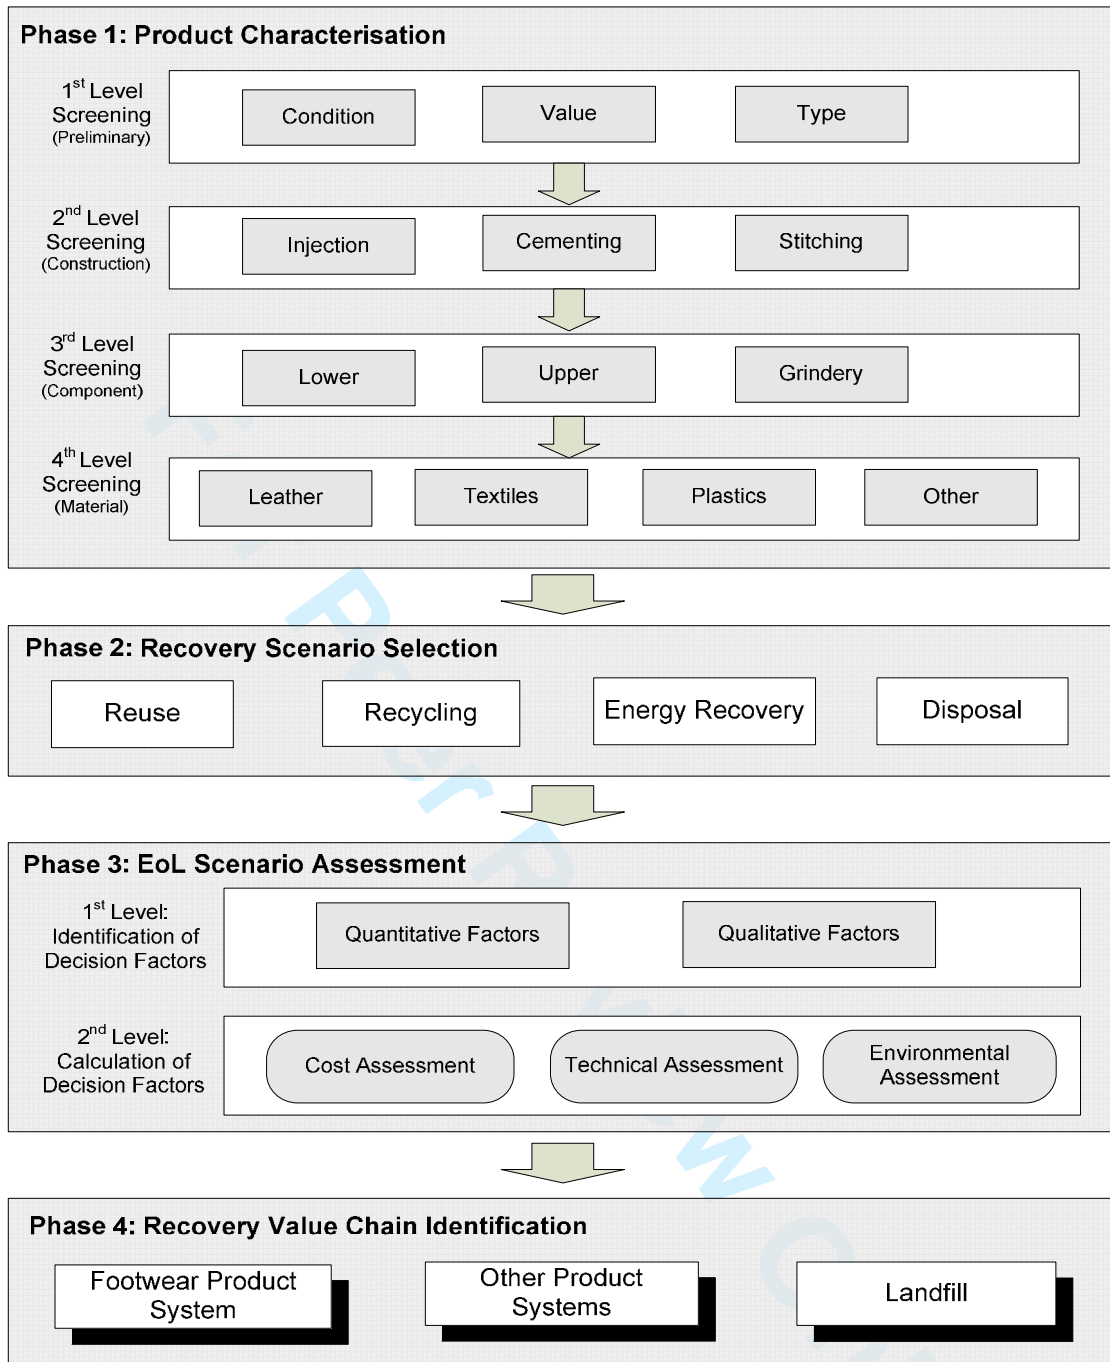 Phase 1: Product Characterisation
1st Level
Screening
(Preliminary)
Condition
Value
Type
2nd Level
Screening
(Construction)
Injection
Cementing
Stitching
3rd Level
Screening
(Component)
Lower
Upper
Grindery
4th Level
Screening
(Material)
Leather
Textiles
Plastics
Other
Phase 2: Recovery Scenario Selection
Reuse
Recycling
Energy Recovery
Disposal
Phase 3: EoL Scenario Assessment
1st Level:
Identification of
Decision Factors
Quantitative Factors
Qualitative Factors
2nd Level:
Calculation of
Decision Factors
Cost Assessment
Technical Assessment
Environmental
Assessment
Phase 4: Recovery Value Chain Identification
Footwear Product
System
Other Product
Systems
Landfill
For Peer Review